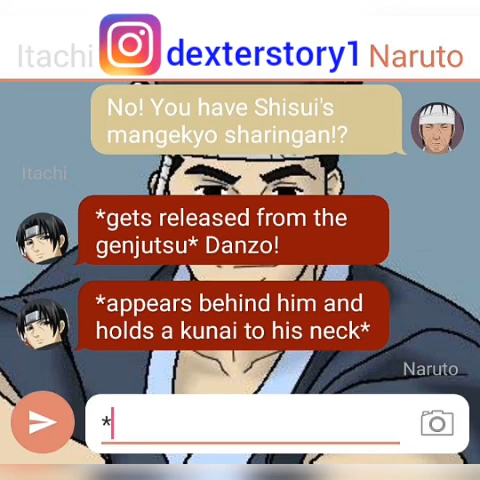 Itachi dexterstory1 Naruto
No! You have Shisui's
mangekyo sharingan!?
Itachi
*gets released from the
genjutsu* Danzo!
*appears behind him and
holds a kunai to his neck*
Naruto
*